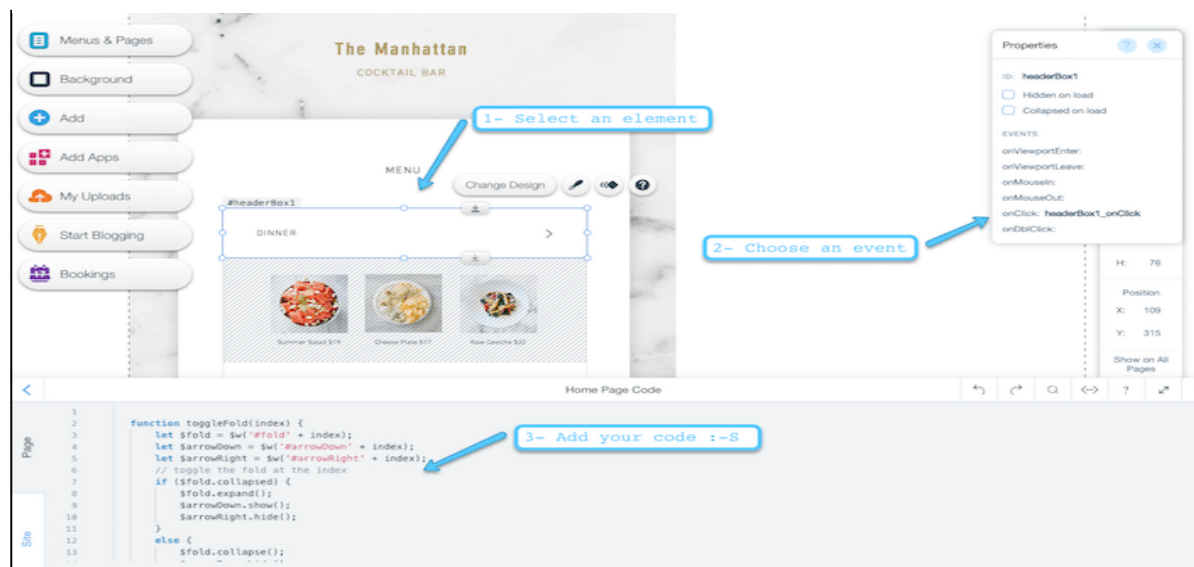 Menus & Pages
Background
Add
Add Apps
My Uploads
Start Blogging
Bookings
The Manhattan
COCKTAIL BAR
1- Select an element
MENU
Change Design
#headerBox1
DINNER
Summer Salad $19
Cheese Plate $17
Raw Ceviche $22
Properties
?
ID: headerBox1
Hidden on load
Collapsed on load
EVENTS
onViewportEnter:
onViewportLeave:
onMouseIn:
onMouseOut:
onClick: headerBox1_onClick
onDblClick:
2- Choose an event
H: 76
Position
X: 109
Y: 315
Show on All
Pages
Home Page Code
?
Page
Site
1
2 function toggleFold(index) {
3 let $fold = $w('#fold' + index);
4 let $arrowDown = $w('#arrowDown' + index);
5 let $arrowRight = $w('#arrowRight' + index);
6 // toggle the fold at the index
7 if ($fold.collapsed) {
8 $fold.expand();
9 $arrowDown.show();
10 $arrowRight.hide();
11 }
12 else {
13 $fold.collapse();
3- Add your code :-S